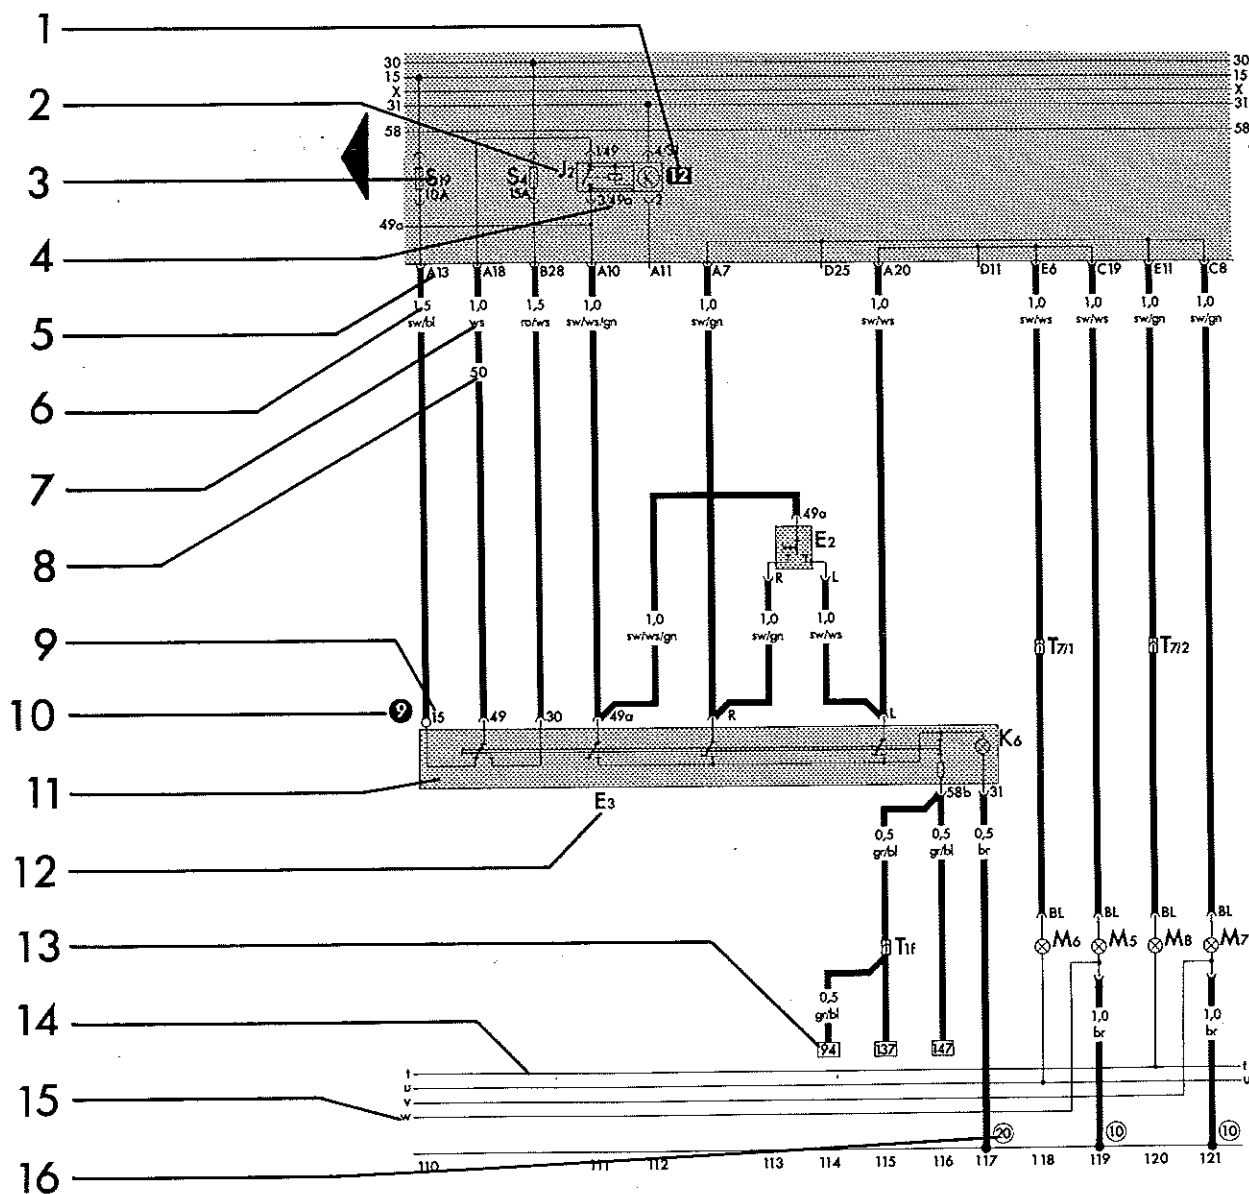 1
30 30
15 15
X X
2
31 31
58 58
1/49 4/31
3
S19 S4 J2 12
10A 15A
3/49a 2
49a
4
A13 A18 B28 A10 A11 A7 D25 A20 D11 E6 C19 E11 C8
1,5 1,0 1,5 1,0 1,0 1,0 1,0 1,0 1,0 1,0
sw/bl ws ro/ws sw/ws/gn sw/gn sw/ws sw/ws sw/ws sw/gn sw/gn
5
50
6
7
49a
E2
8
R L
1,0 1,0 1,0
sw/ws/gn sw/gn sw/ws
9
T7/1 T7/2
10
9 15 49 30 49a R L
K6
11
E3 58b 31
0,5 0,5 0,5
gr/bl gr/bl br
12
BL BL BL BL
13
T1f M6 M5 M8 M7
0,5
gr/bl
14
1,0 1,0
br br
94 137 147
t t
u u
15
v
w
20 10 10
16
110 111 112 113 114 115 116 117 118 119 120 121